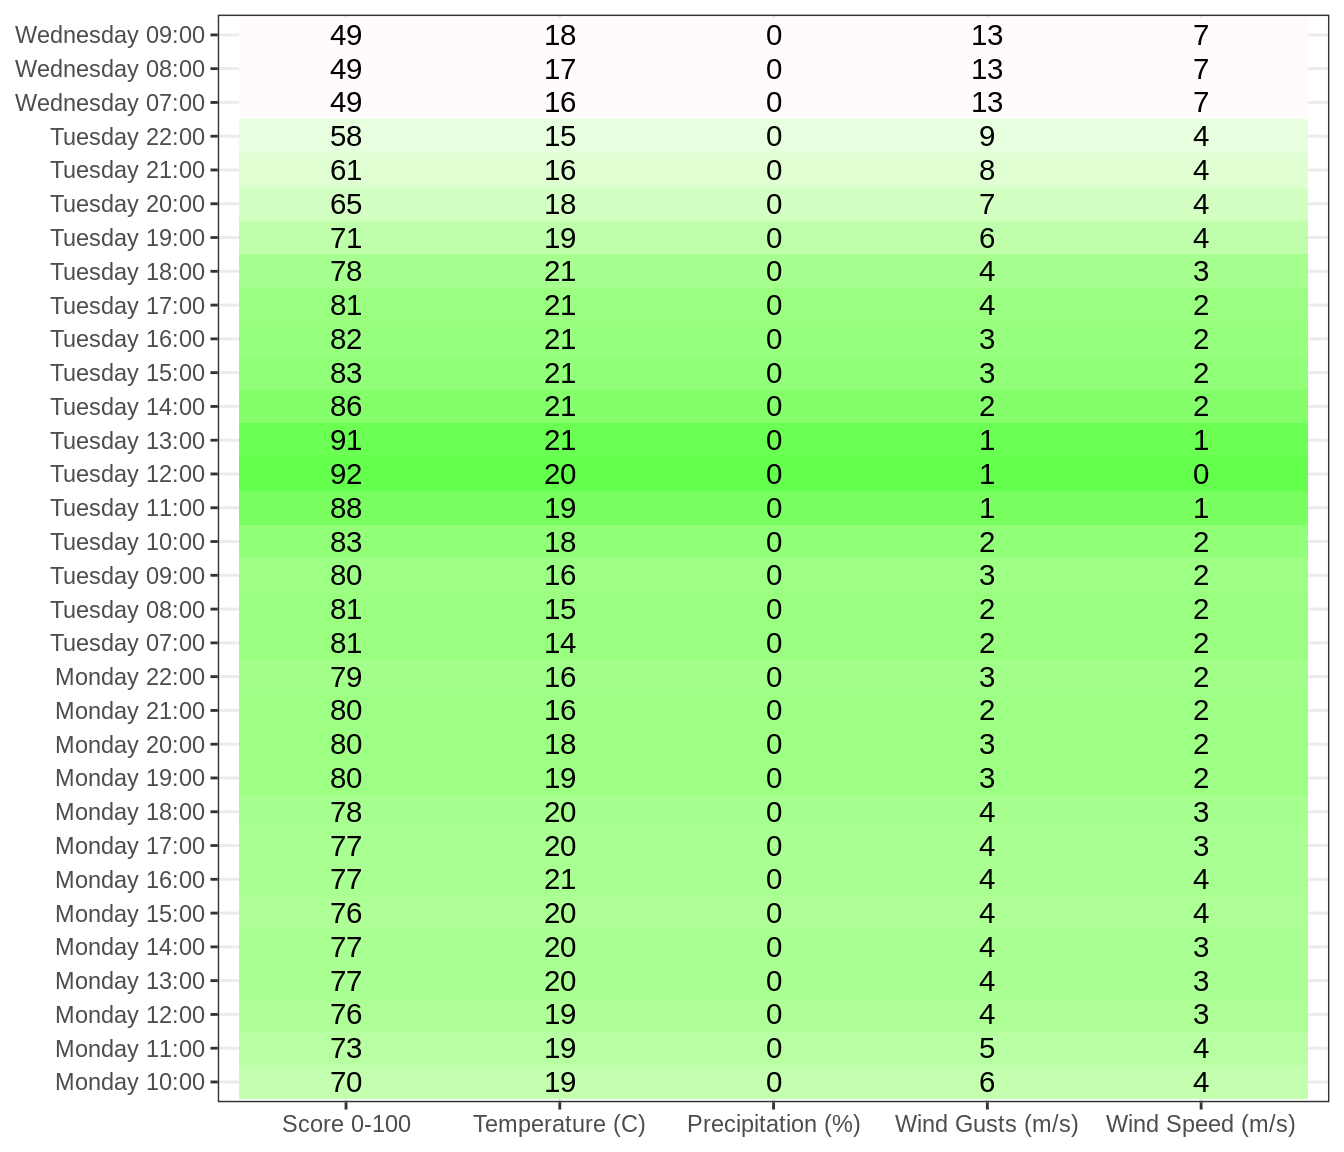 Wednesday 09:00 49 18 0 13 7
Wednesday 08:00 49 17 0 13 7
Wednesday 07:00 49 16 0 13 7
Tuesday 22:00 58 15 0 9 4
Tuesday 21:00 61 16 0 8 4
Tuesday 20:00 65 18 0 7 4
Tuesday 19:00 71 19 0 6 4
Tuesday 18:00 78 21 0 4 3
Tuesday 17:00 81 21 0 4 2
Tuesday 16:00 82 21 0 3 2
Tuesday 15:00 83 21 0 3 2
Tuesday 14:00 86 21 0 2 2
Tuesday 13:00 91 21 0 1 1
Tuesday 12:00 92 20 0 1 0
Tuesday 11:00 88 19 0 1 1
Tuesday 10:00 83 18 0 2 2
Tuesday 09:00 80 16 0 3 2
Tuesday 08:00 81 15 0 2 2
Tuesday 07:00 81 14 0 2 2
Monday 22:00 79 16 0 3 2
Monday 21:00 80 16 0 2 2
Monday 20:00 80 18 0 3 2
Monday 19:00 80 19 0 3 2
Monday 18:00 78 20 0 4 3
Monday 17:00 77 20 0 4 3
Monday 16:00 77 21 0 4 4
Monday 15:00 76 20 0 4 4
Monday 14:00 77 20 0 4 3
Monday 13:00 77 20 0 4 3
Monday 12:00 76 19 0 4 3
Monday 11:00 73 19 0 5 4
Monday 10:00 70 19 0 6 4
Score 0-100 Temperature (C) Precipitation (%) Wind Gusts (m/s) Wind Speed (m/s)